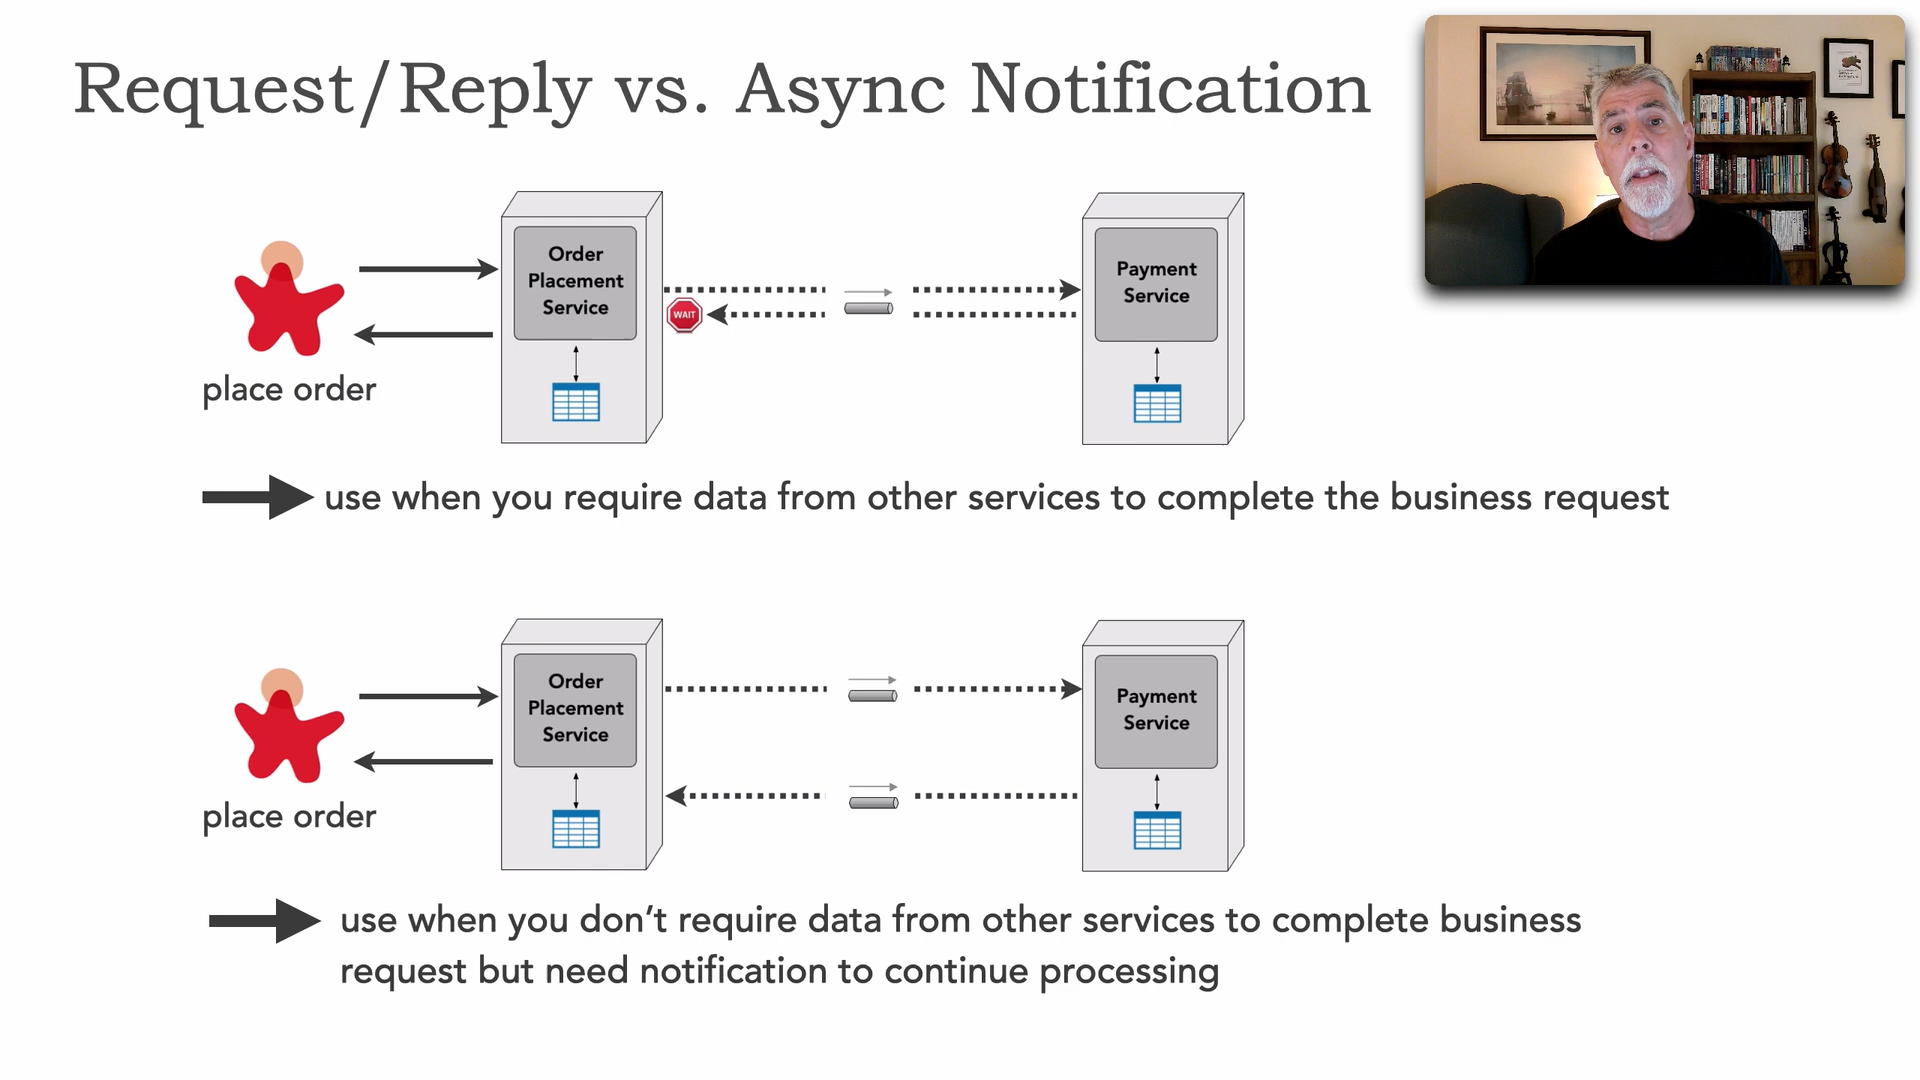 Request/Reply vs. Async Notification
Order
Placement
Service
WAIT
Payment
Service
place order
use when you require data from other services to complete the business request
Order
Placement
Service
Payment
Service
place order
use when you don’t require data from other services to complete business
request but need notification to continue processing